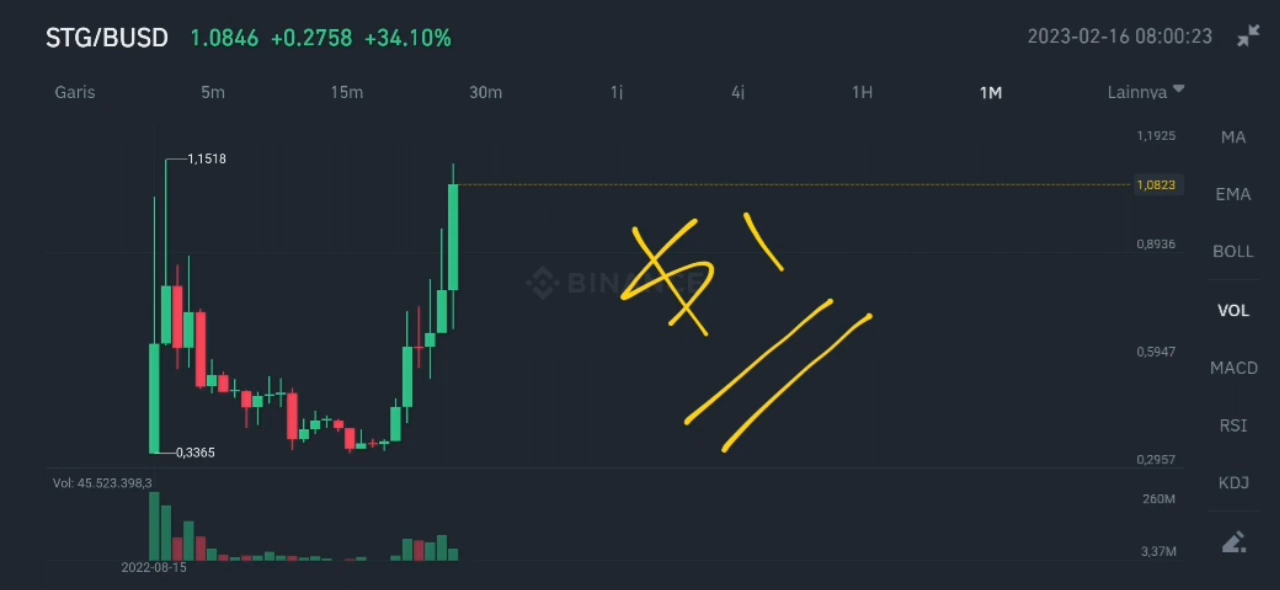 STG/BUSD 1.0846 +0.2758 +34.10% 2023-02-16 08:00:23
Garis 5m 15m 30m 1j 4j 1H 1M Lainnya
1,1925
MA
1,1518
1,0823
EMA
0,8936
BOLL
BINANCE
VOL
0,5947
MACD
RSI
0,3365
0,2957
Vol: 45.523.398,3
KDJ
260M
3,37M
2022-08-15